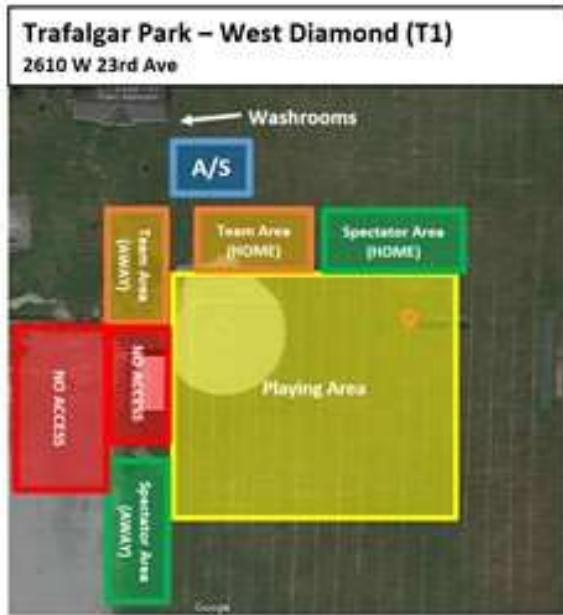 Trafalgar Park – West Diamond (T1)
2610 W 23rd Ave
Washrooms
A/S
Team Area
(AWAY)
Team Area
(HOME)
Spectator Area
(HOME)
NO ACCESS
NO ACCESS
Playing Area
Spectator Area
(AWAY)
Google